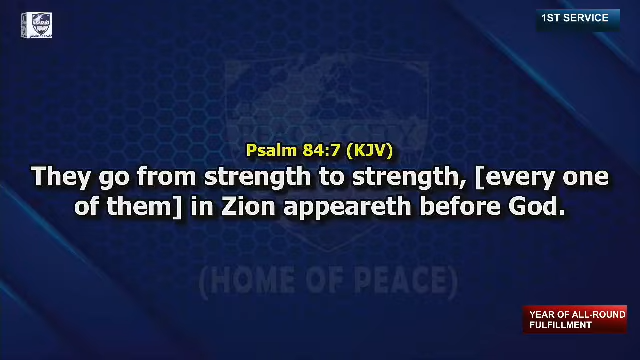 1ST SERVICE
Psalm 84:7 (KJV)
They go from strength to strength, [every one
of them] in Zion appeareth before God.
(HOME OF PEACE)
YEAR OF ALL-ROUND
FULFILLMENT